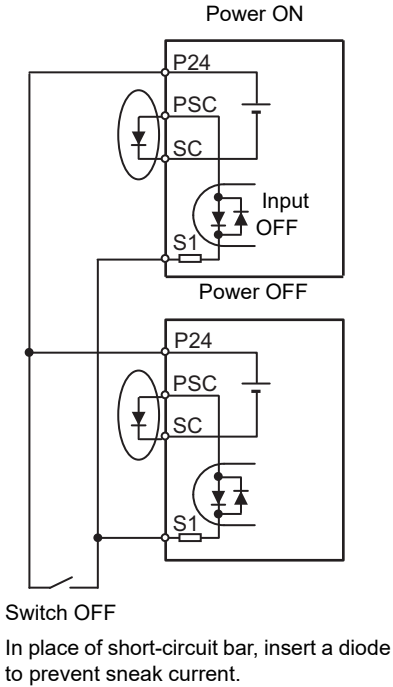 Power ON
P24
PSC
SC
Input
OFF
S1
Power OFF
P24
PSC
SC
S1
Switch OFF
In place of short-circuit bar, insert a diode
to prevent sneak current.